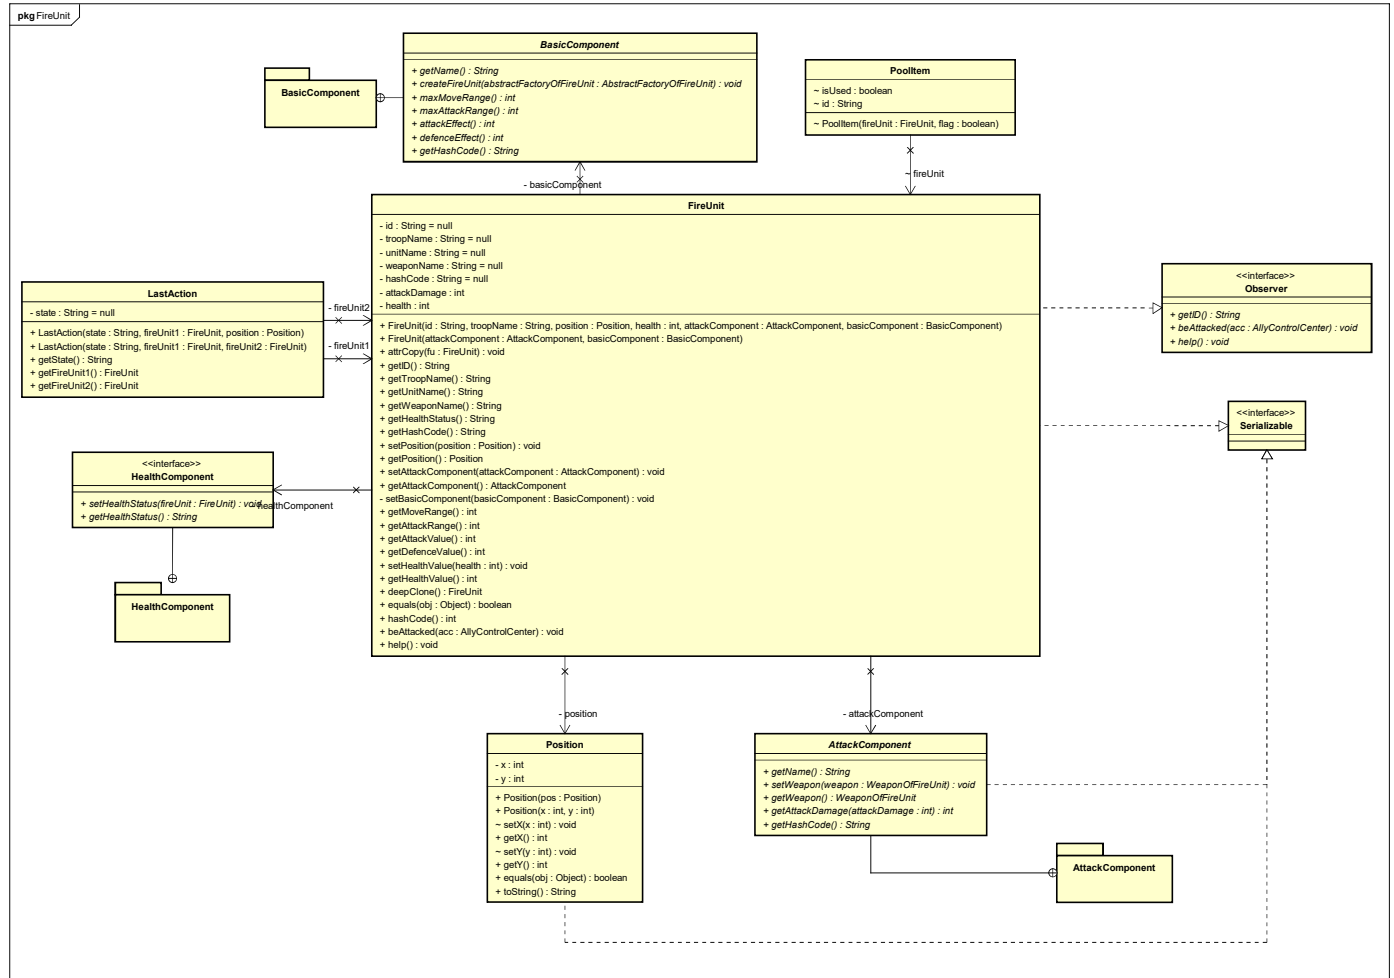 pkg FireUnit
BasicComponent
BasicComponent
+ getName() : String
+ createFireUnit(abstractFactoryOfFireUnit : AbstractFactoryOfFireUnit) : void
+ maxMoveRange() : int
+ maxAttackRange() : int
+ attackEffect() : int
+ defenceEffect() : int
+ getHashCode() : String
PoolItem
~ isUsed : boolean
~ id : String
~ PoolItem(fireUnit : FireUnit, flag : boolean)
- basicComponent
~ fireUnit
FireUnit
- id : String = null
- troopName : String = null
- unitName : String = null
- weaponName : String = null
- hashCode : String = null
- attackDamage : int
- health : int
+ FireUnit(id : String, troopName : String, position : Position, health : int, attackComponent : AttackComponent, basicComponent : BasicComponent)
+ FireUnit(attackComponent : AttackComponent, basicComponent : BasicComponent)
+ attrCopy(fu : FireUnit) : void
+ getID() : String
+ getTroopName() : String
+ getUnitName() : String
+ getWeaponName() : String
+ getHealthStatus() : String
+ getHashCode() : String
+ setPosition(position : Position) : void
+ getPosition() : Position
+ setAttackComponent(attackComponent : AttackComponent) : void
+ getAttackComponent() : AttackComponent
- setBasicComponent(basicComponent : BasicComponent) : void
+ getMoveRange() : int
+ getAttackRange() : int
+ getAttackValue() : int
+ getDefenceValue() : int
+ setHealthValue(health : int) : void
+ getHealthValue() : int
+ deepClone() : FireUnit
+ equals(obj : Object) : boolean
+ hashCode() : int
+ beAttacked(acc : AllyControlCenter) : void
+ help() : void
LastAction
- state : String = null
+ LastAction(state : String, fireUnit1 : FireUnit, position : Position)
+ LastAction(state : String, fireUnit1 : FireUnit, fireUnit2 : FireUnit)
+ getState() : String
+ getFireUnit1() : FireUnit
+ getFireUnit2() : FireUnit
- fireUnit2
- fireUnit1
<<interface>>
Observer
+ getID() : String
+ beAttacked(acc : AllyControlCenter) : void
+ help() : void
<<interface>>
Serializable
<<interface>>
HealthComponent
+ setHealthStatus(fireUnit : FireUnit) : void
+ getHealthStatus() : String
- healthComponent
HealthComponent
- position
- attackComponent
Position
- x : int
- y : int
+ Position(pos : Position)
+ Position(x : int, y : int)
~ setX(x : int) : void
+ getX() : int
~ setY(y : int) : void
+ getY() : int
+ equals(obj : Object) : boolean
+ toString() : String
AttackComponent
+ getName() : String
+ setWeapon(weapon : WeaponOfFireUnit) : void
+ getWeapon() : WeaponOfFireUnit
+ getAttackDamage(attackDamage : int) : int
+ getHashCode() : String
AttackComponent